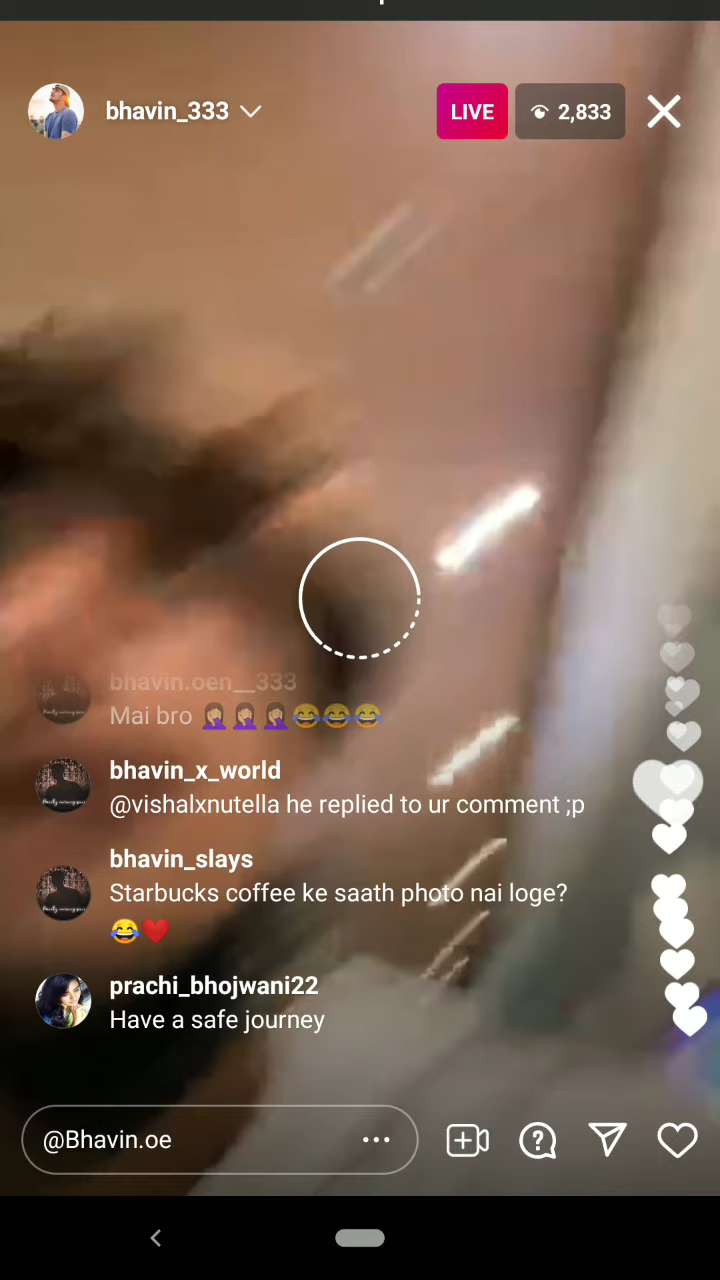 bhavin_333
LIVE
2,833
bhavin.oen__333
Mai bro 🤦🏼‍♀️🤦🏼‍♀️🤦🏼‍♀️😂😂😂
bhavin_x_world
@vishalxnutella he replied to ur comment ;p
bhavin_slays
Starbucks coffee ke saath photo nai loge?
😂❤️
prachi_bhojwani22
Have a safe journey
@Bhavin.oe